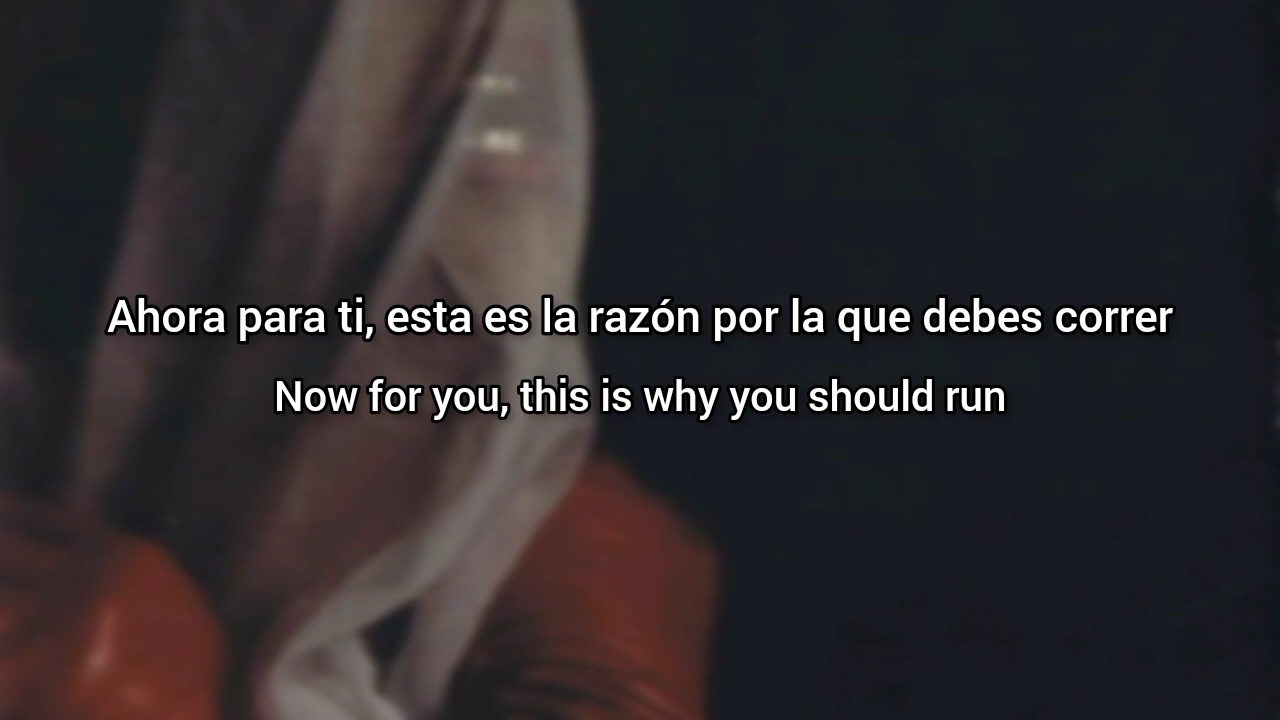 Ahora para ti, esta es la razón por la que debes correr
Now for you, this is why you should run